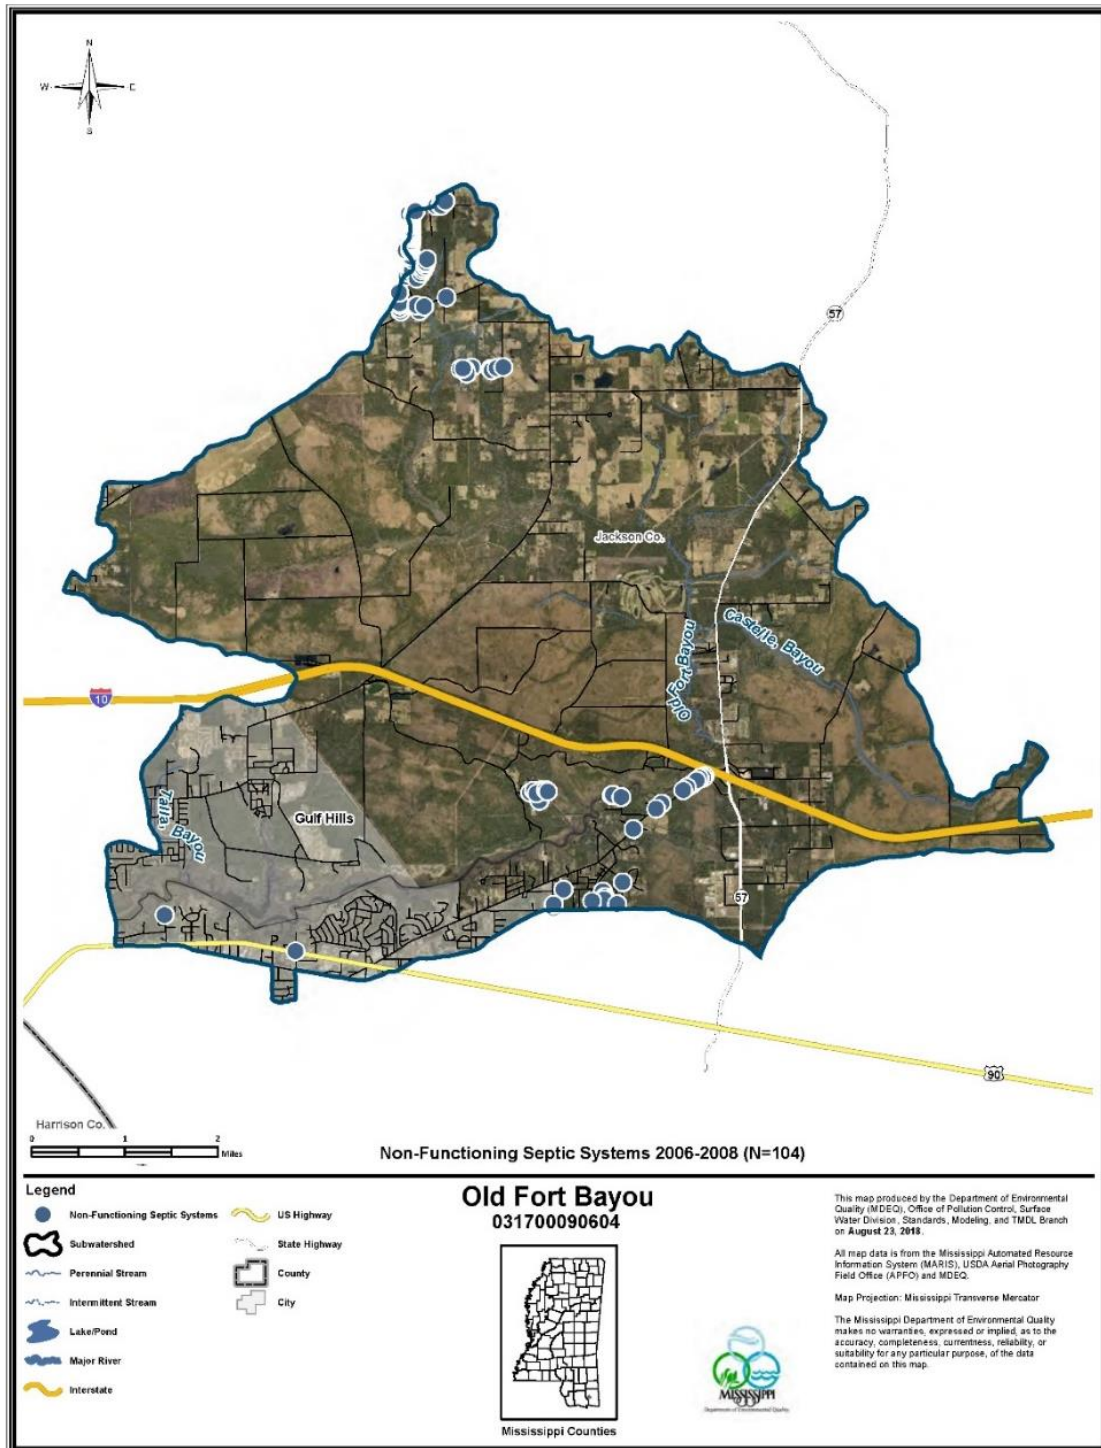 N
W
E
S
57
Jackson Co.
Castelle, Bayou
Old Fort Bayou
10
Talla, Bayou
Gulf Hills
57
90
Harrison Co.
0 1 2
Miles
Non-Functioning Septic Systems 2006-2008 (N=104)
Legend
Non-Functioning Septic Systems
Subwatershed
Perennial Stream
Intermittent Stream
Lake/Pond
Major River
Interstate
US Highway
State Highway
County
City
Old Fort Bayou
031700090604
Mississippi Counties
MISSISSIPPI
Department of Environmental Quality
This map produced by the Department of Environmental
Quality (MDEQ), Office of Pollution Control, Surface
Water Division, Standards, Modeling, and TMDL Branch
on August 23, 2018.
All map data is from the Mississippi Automated Resource
Information System (MARIS), USDA Aerial Photography
Field Office (APFO) and MDEQ.
Map Projection: Mississippi Transverse Mercator
The Mississippi Department of Environmental Quality
makes no warranties, expressed or implied, as to the
accuracy, completeness, currentness, reliability, or
suitability for any particular purpose, of the data
contained on this map.